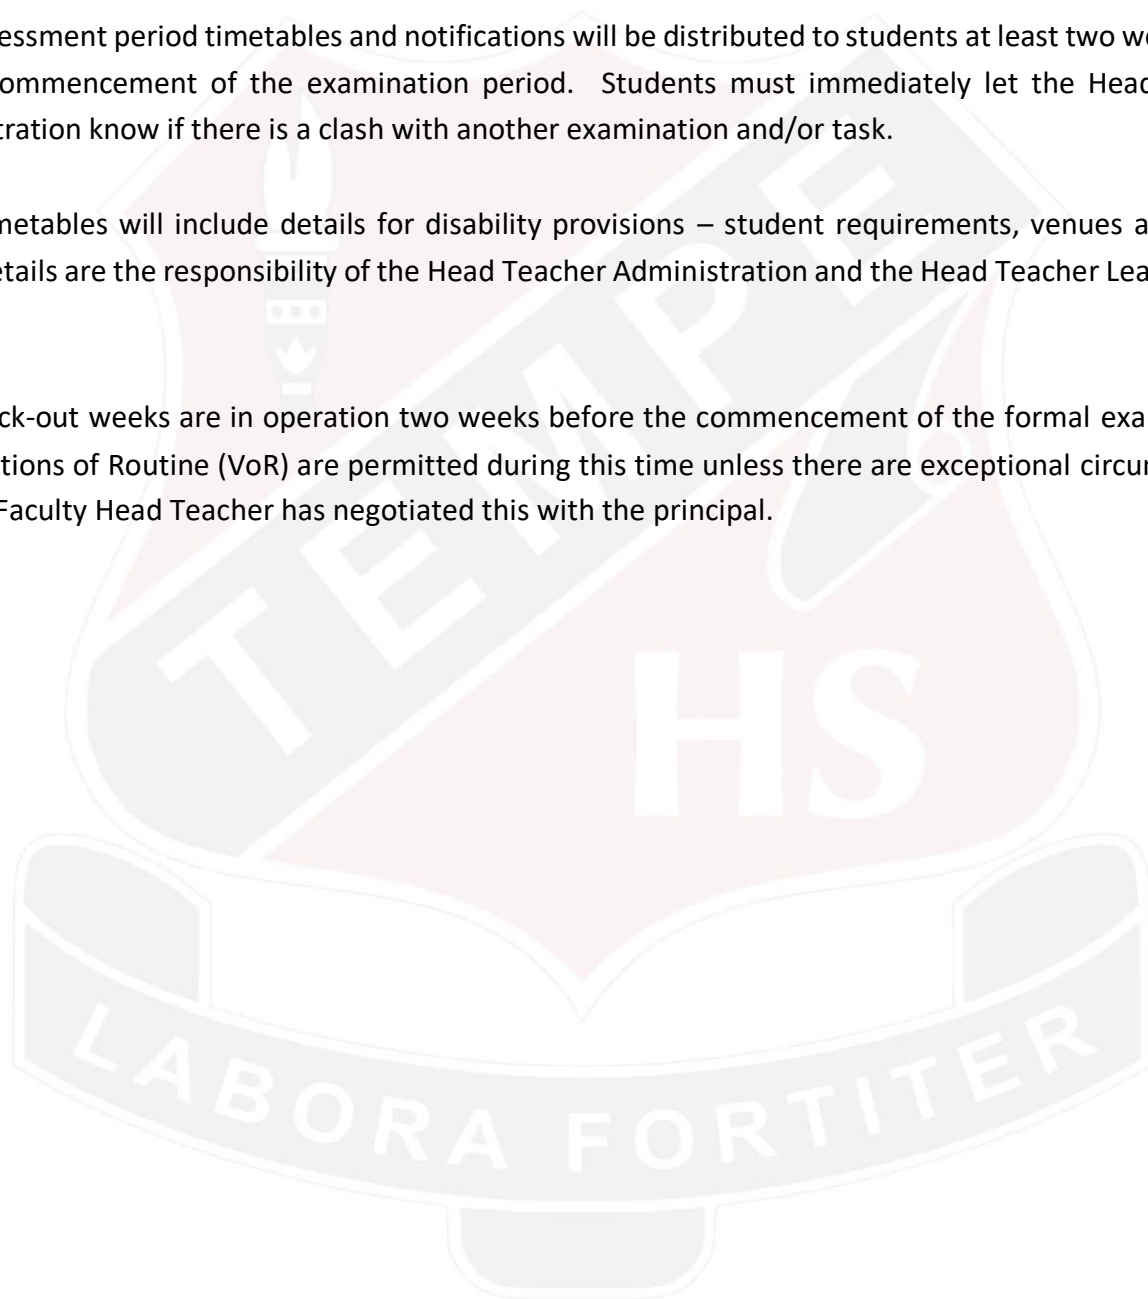 essment period timetables and notifications will be distributed to students at least two we
ommencement of the examination period. Students must immediately let the Head
tration know if there is a clash with another examination and/or task.
metables will include details for disability provisions – student requirements, venues a
etails are the responsibility of the Head Teacher Administration and the Head Teacher Lea
ck-out weeks are in operation two weeks before the commencement of the formal exa
tions of Routine (VoR) are permitted during this time unless there are exceptional circu
Faculty Head Teacher has negotiated this with the principal.
TEMPE
HS
LABORA FORTITER